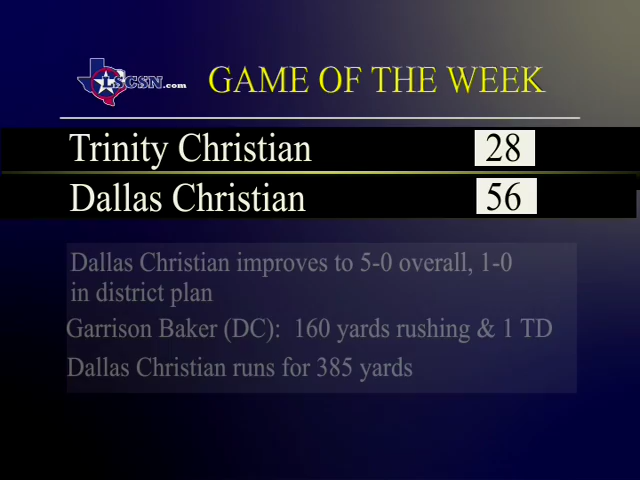 LSCSN.com
GAME OF THE WEEK
Trinity Christian 28
Dallas Christian 56
Dallas Christian improves to 5-0 overall, 1-0
in district plan
Garrison Baker (DC): 160 yards rushing & 1 TD
Dallas Christian runs for 385 yards